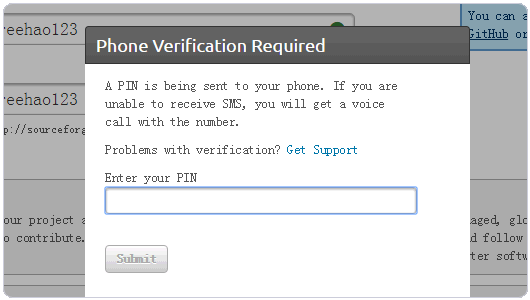 You can a
GitHub or
reehao123
Phone Verification Required
A PIN is being sent to your phone. If you are
unable to receive SMS, you will get a voice
call with the number.
reehao123
p://sourceforg
Problems with verification? Get Support
Enter your PIN
our project a
aged, glo
o contribute.
d follow
ter softw
Submit